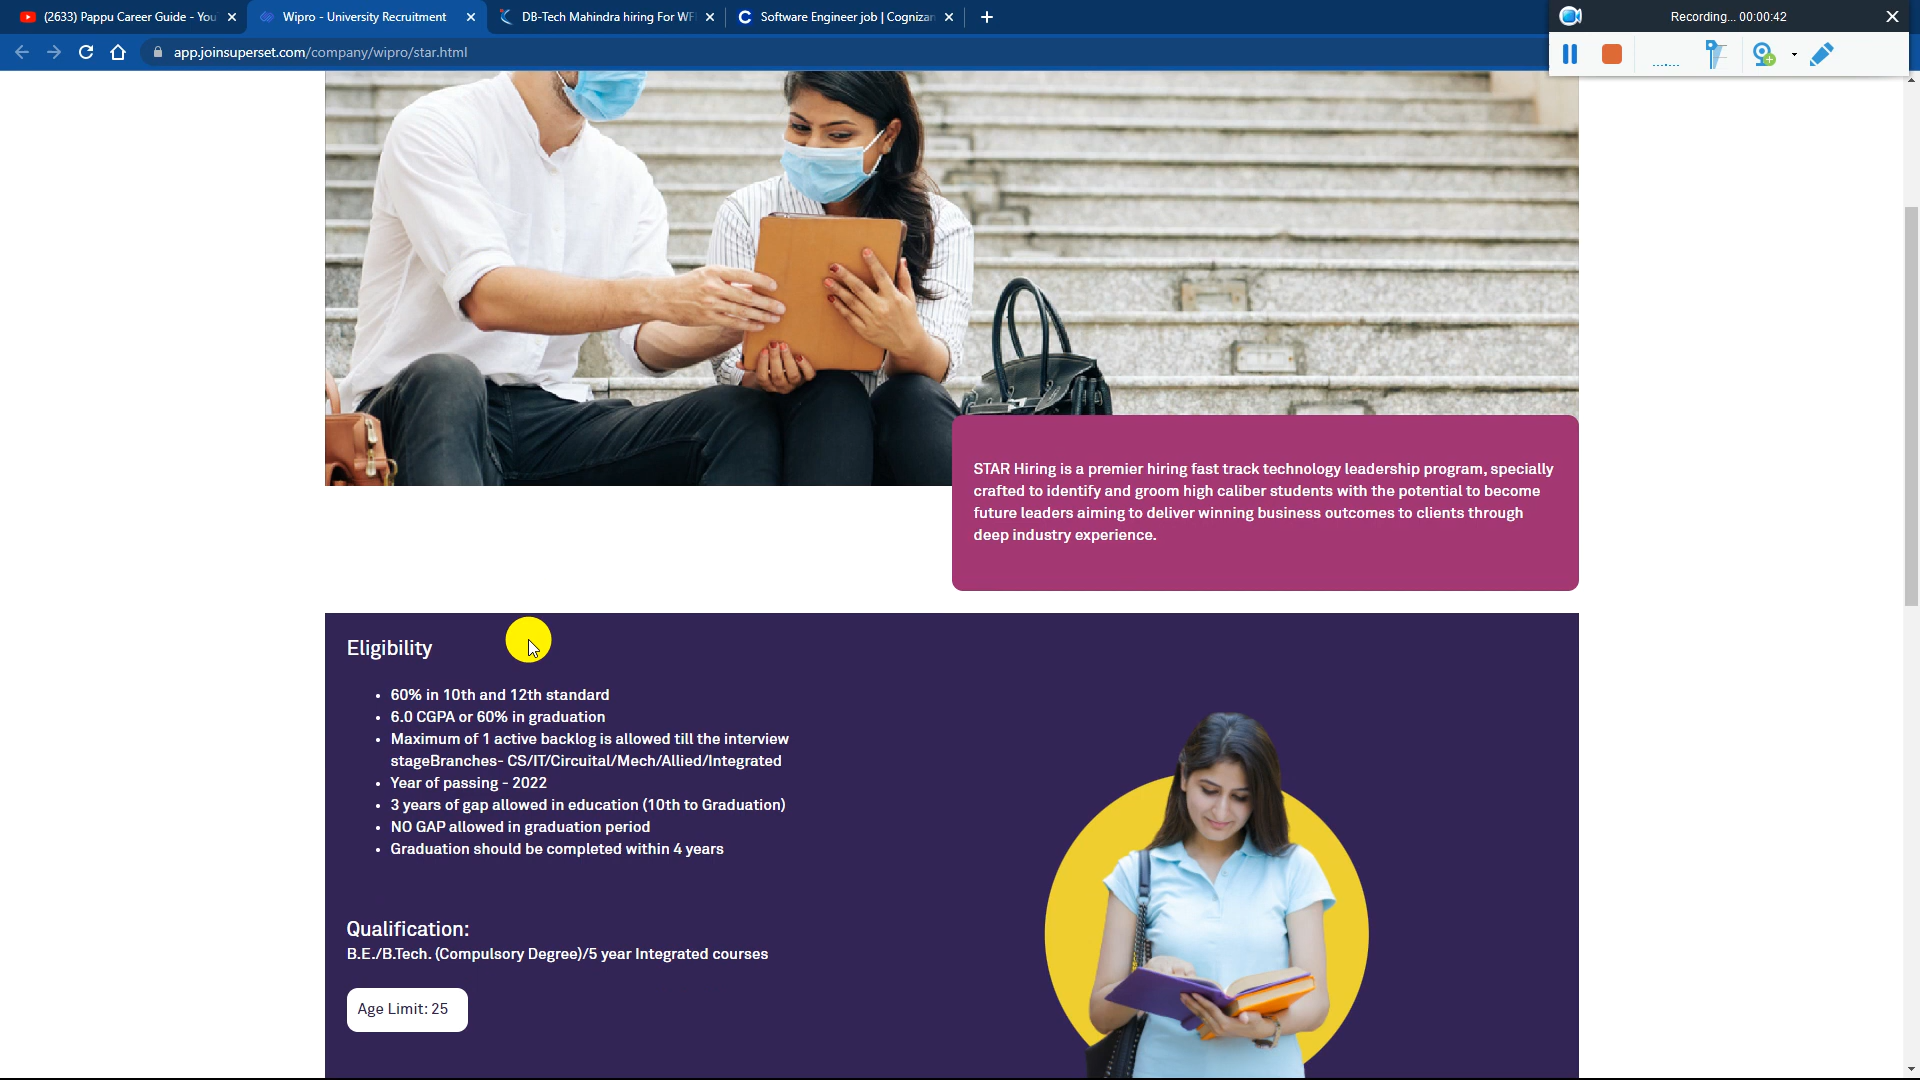 (2633) Pappu Career Guide - You
Wipro - University Recruitment
DB-Tech Mahindra hiring For WF
Software Engineer job | Cognizan
Recording... 00:00:42
app.joinsuperset.com/company/wipro/star.html
STAR Hiring is a premier hiring fast track technology leadership program, specially
crafted to identify and groom high caliber students with the potential to become
future leaders aiming to deliver winning business outcomes to clients through
deep industry experience.
Eligibility
• 60% in 10th and 12th standard
• 6.0 CGPA or 60% in graduation
• Maximum of 1 active backlog is allowed till the interview
stageBranches- CS/IT/Circuital/Mech/Allied/Integrated
• Year of passing - 2022
• 3 years of gap allowed in education (10th to Graduation)
• NO GAP allowed in graduation period
• Graduation should be completed within 4 years
Qualification:
B.E./B.Tech. (Compulsory Degree)/5 year Integrated courses
Age Limit: 25